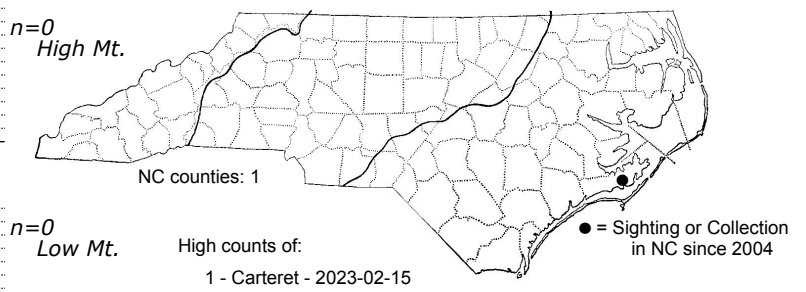 n=0
High Mt.
NC counties: 1
n=0
Low Mt.
High counts of:
1 - Carteret - 2023-02-15
● = Sighting or Collection
in NC since 2004